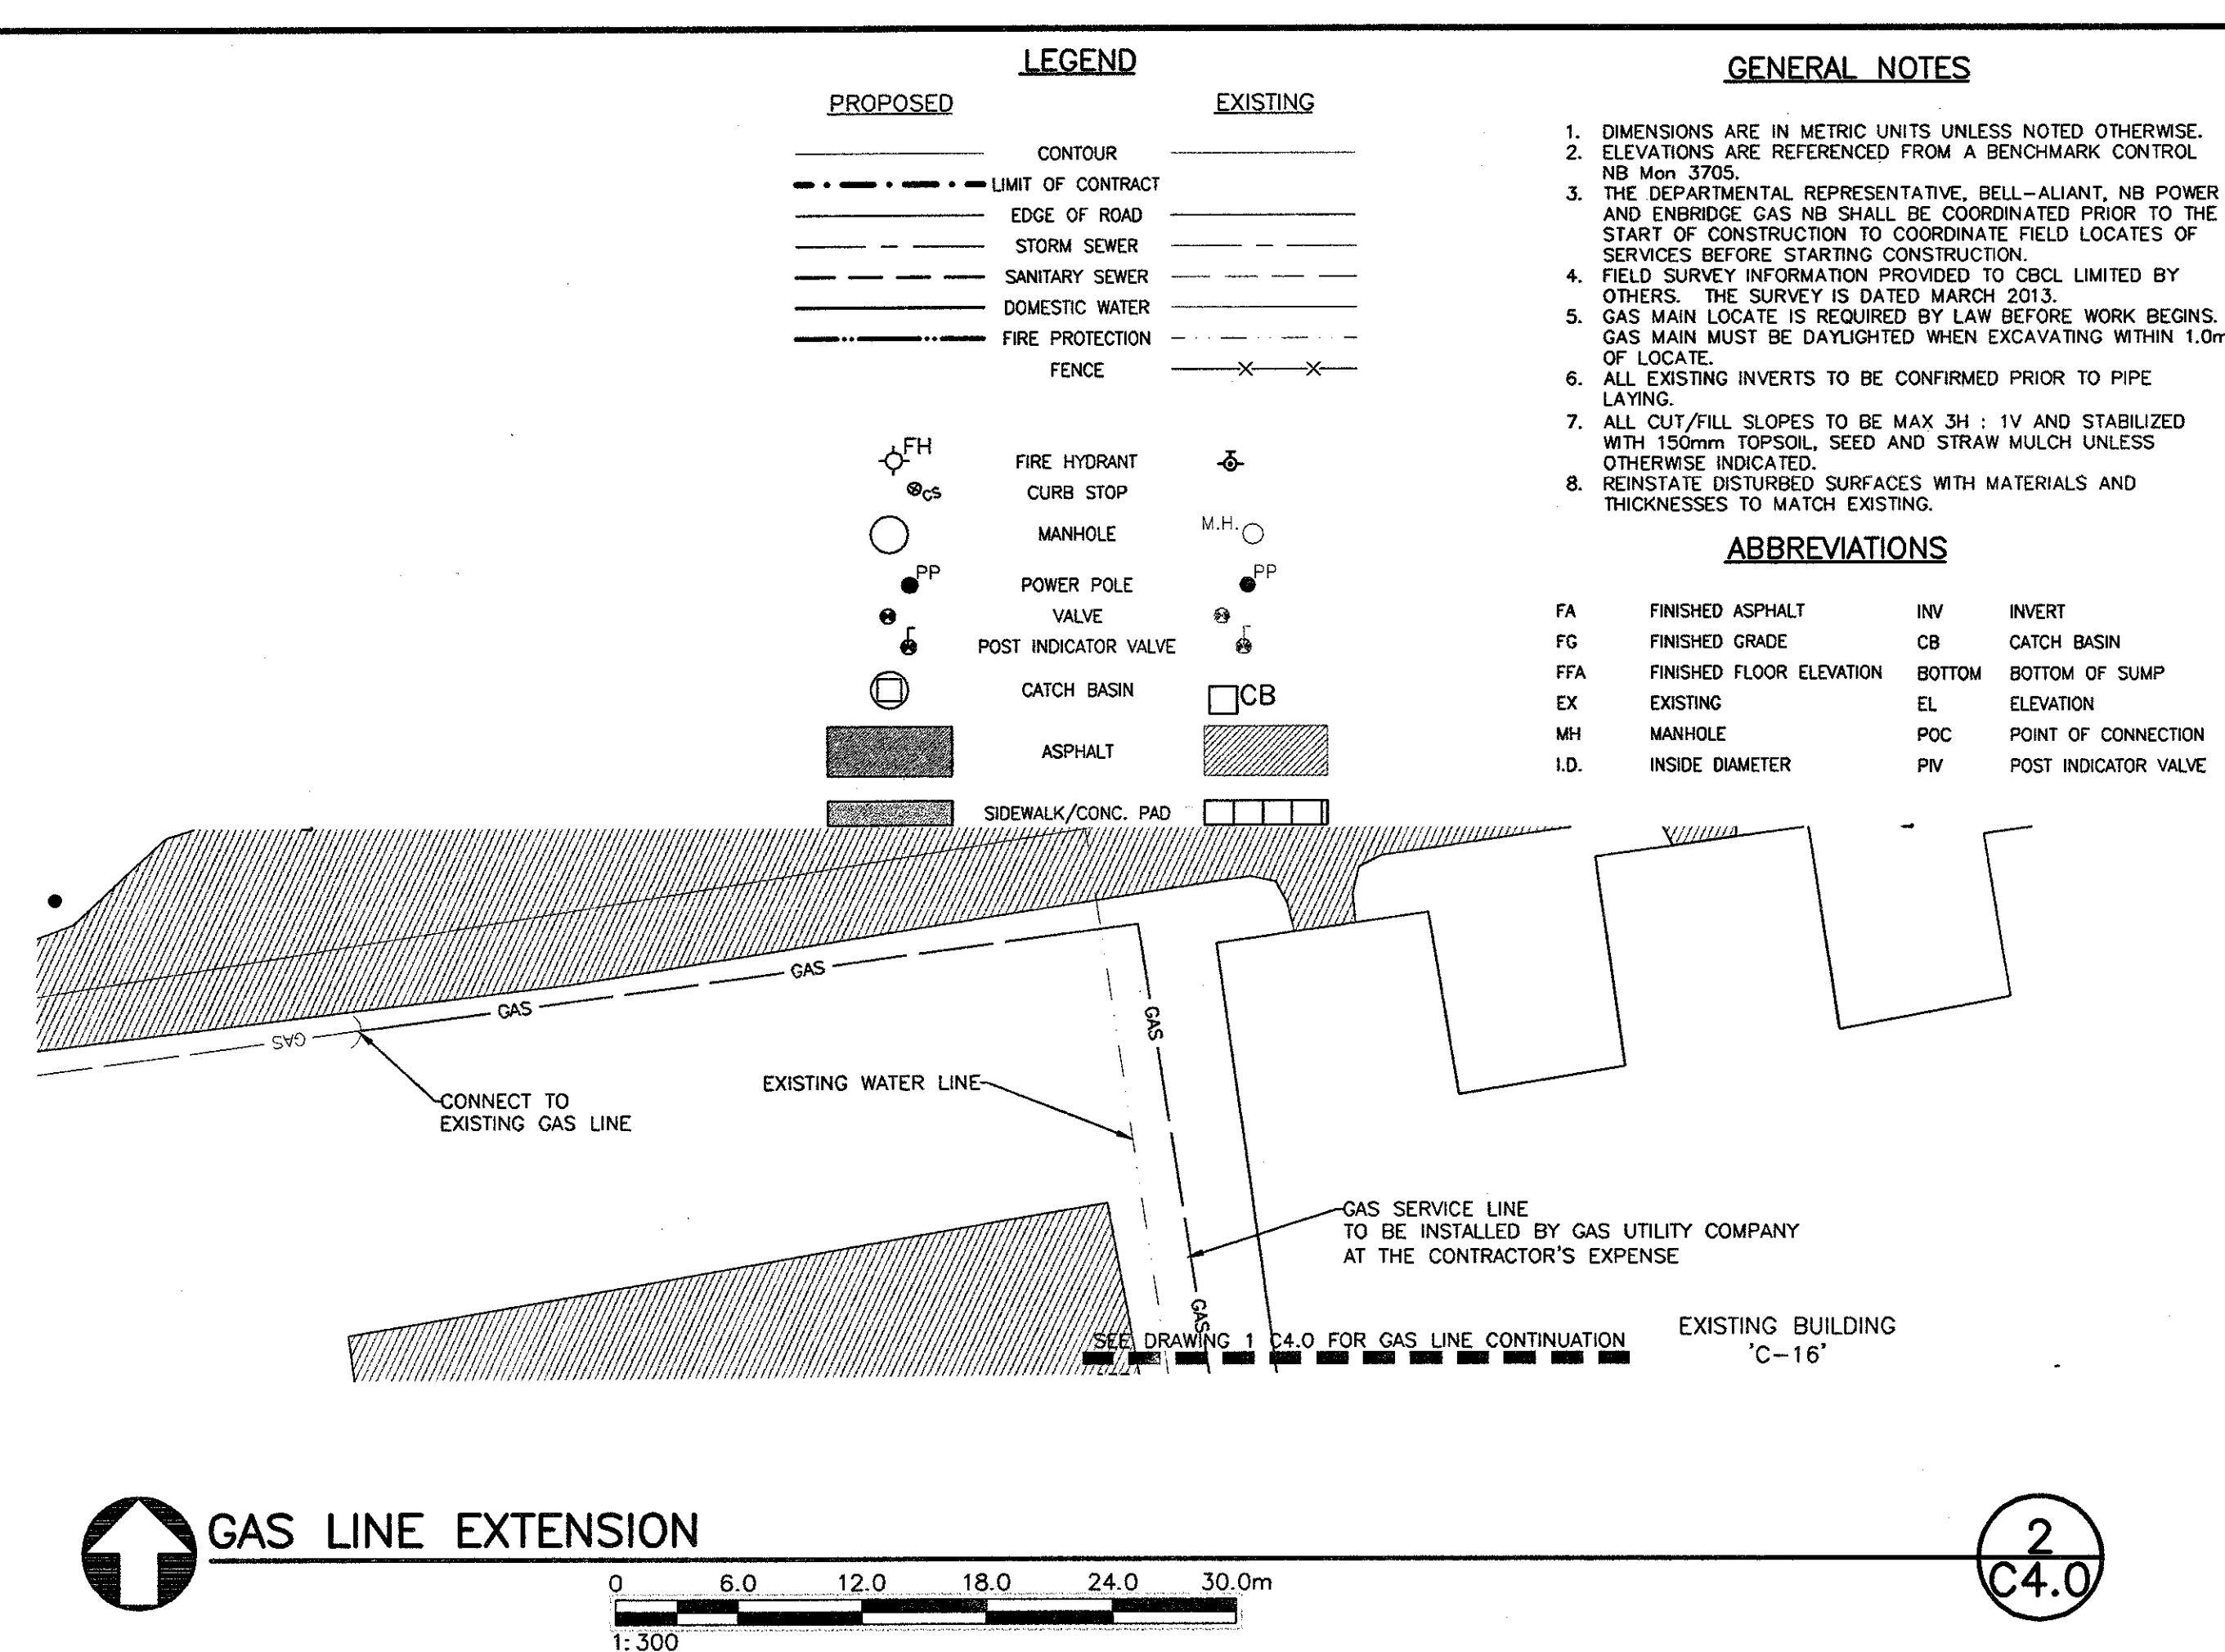 LEGEND
PROPOSED EXISTING
CONTOUR
LIMIT OF CONTRACT
EDGE OF ROAD
STORM SEWER
SANITARY SEWER
DOMESTIC WATER
FIRE PROTECTION
FENCE
FH FIRE HYDRANT
CS CURB STOP
MANHOLE M.H.
PP POWER POLE PP
VALVE
POST INDICATOR VALVE
CATCH BASIN CB
ASPHALT
SIDEWALK/CONC. PAD
GENERAL NOTES
1. DIMENSIONS ARE IN METRIC UNITS UNLESS NOTED OTHERWISE.
2. ELEVATIONS ARE REFERENCED FROM A BENCHMARK CONTROL
NB Mon 3705.
3. THE DEPARTMENTAL REPRESENTATIVE, BELL-ALIANT, NB POWER
AND ENBRIDGE GAS NB SHALL BE COORDINATED PRIOR TO THE
START OF CONSTRUCTION TO COORDINATE FIELD LOCATES OF
SERVICES BEFORE STARTING CONSTRUCTION.
4. FIELD SURVEY INFORMATION PROVIDED TO CBCL LIMITED BY
OTHERS. THE SURVEY IS DATED MARCH 2013.
5. GAS MAIN LOCATE IS REQUIRED BY LAW BEFORE WORK BEGINS.
GAS MAIN MUST BE DAYLIGHTED WHEN EXCAVATING WITHIN 1.0m
OF LOCATE.
6. ALL EXISTING INVERTS TO BE CONFIRMED PRIOR TO PIPE
LAYING.
7. ALL CUT/FILL SLOPES TO BE MAX 3H : 1V AND STABILIZED
WITH 150mm TOPSOIL, SEED AND STRAW MULCH UNLESS
OTHERWISE INDICATED.
8. REINSTATE DISTURBED SURFACES WITH MATERIALS AND
THICKNESSES TO MATCH EXISTING.
ABBREVIATIONS
FA FINISHED ASPHALT INV INVERT
FG FINISHED GRADE CB CATCH BASIN
FFA FINISHED FLOOR ELEVATION BOTTOM BOTTOM OF SUMP
EX EXISTING EL ELEVATION
MH MANHOLE POC POINT OF CONNECTION
I.D. INSIDE DIAMETER PIV POST INDICATOR VALVE
GAS
GAS
GAS
GAS
CONNECT TO
EXISTING GAS LINE
EXISTING WATER LINE
GAS SERVICE LINE
TO BE INSTALLED BY GAS UTILITY COMPANY
AT THE CONTRACTOR'S EXPENSE
GAS
SEE DRAWING 1 C4.0 FOR GAS LINE CONTINUATION
EXISTING BUILDING
'C-16'
GAS LINE EXTENSION
2
C4.0
0 6.0 12.0 18.0 24.0 30.0m
1:300